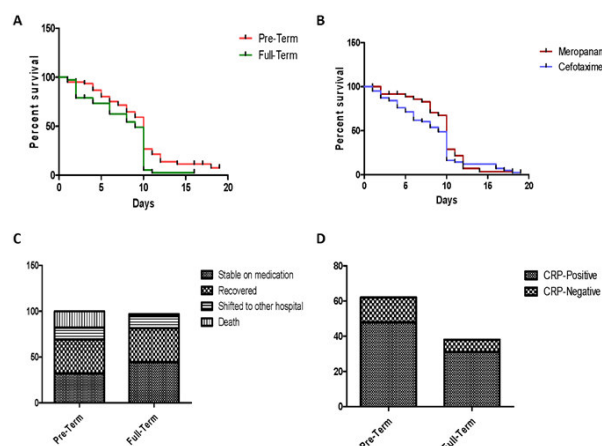 A
150
100
50
0
Percent survival
0 5 10 15 20
Days
Pre-Term
Full-Term
B
150
100
50
0
Percent survival
0 5 10 15 20
Days
Meropanam
Cefotaxime
C
150
100
50
0
Pre-Term
Full-Term
Stable on medication
Recovered
Shifted to other hospital
Death
D
80
60
40
20
0
Pre-Term
Full-Term
CRP-Positive
CRP-Negative